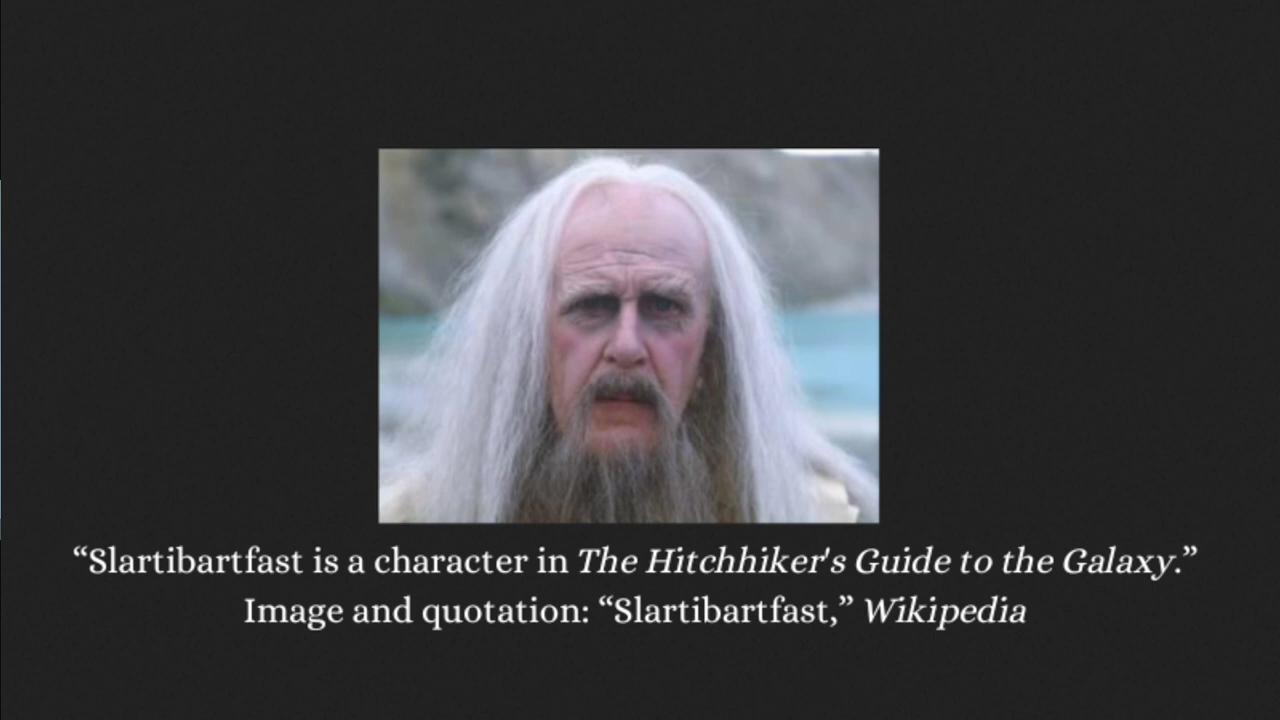 “Slartibartfast is a character in The Hitchhiker's Guide to the Galaxy.”
Image and quotation: “Slartibartfast,” Wikipedia